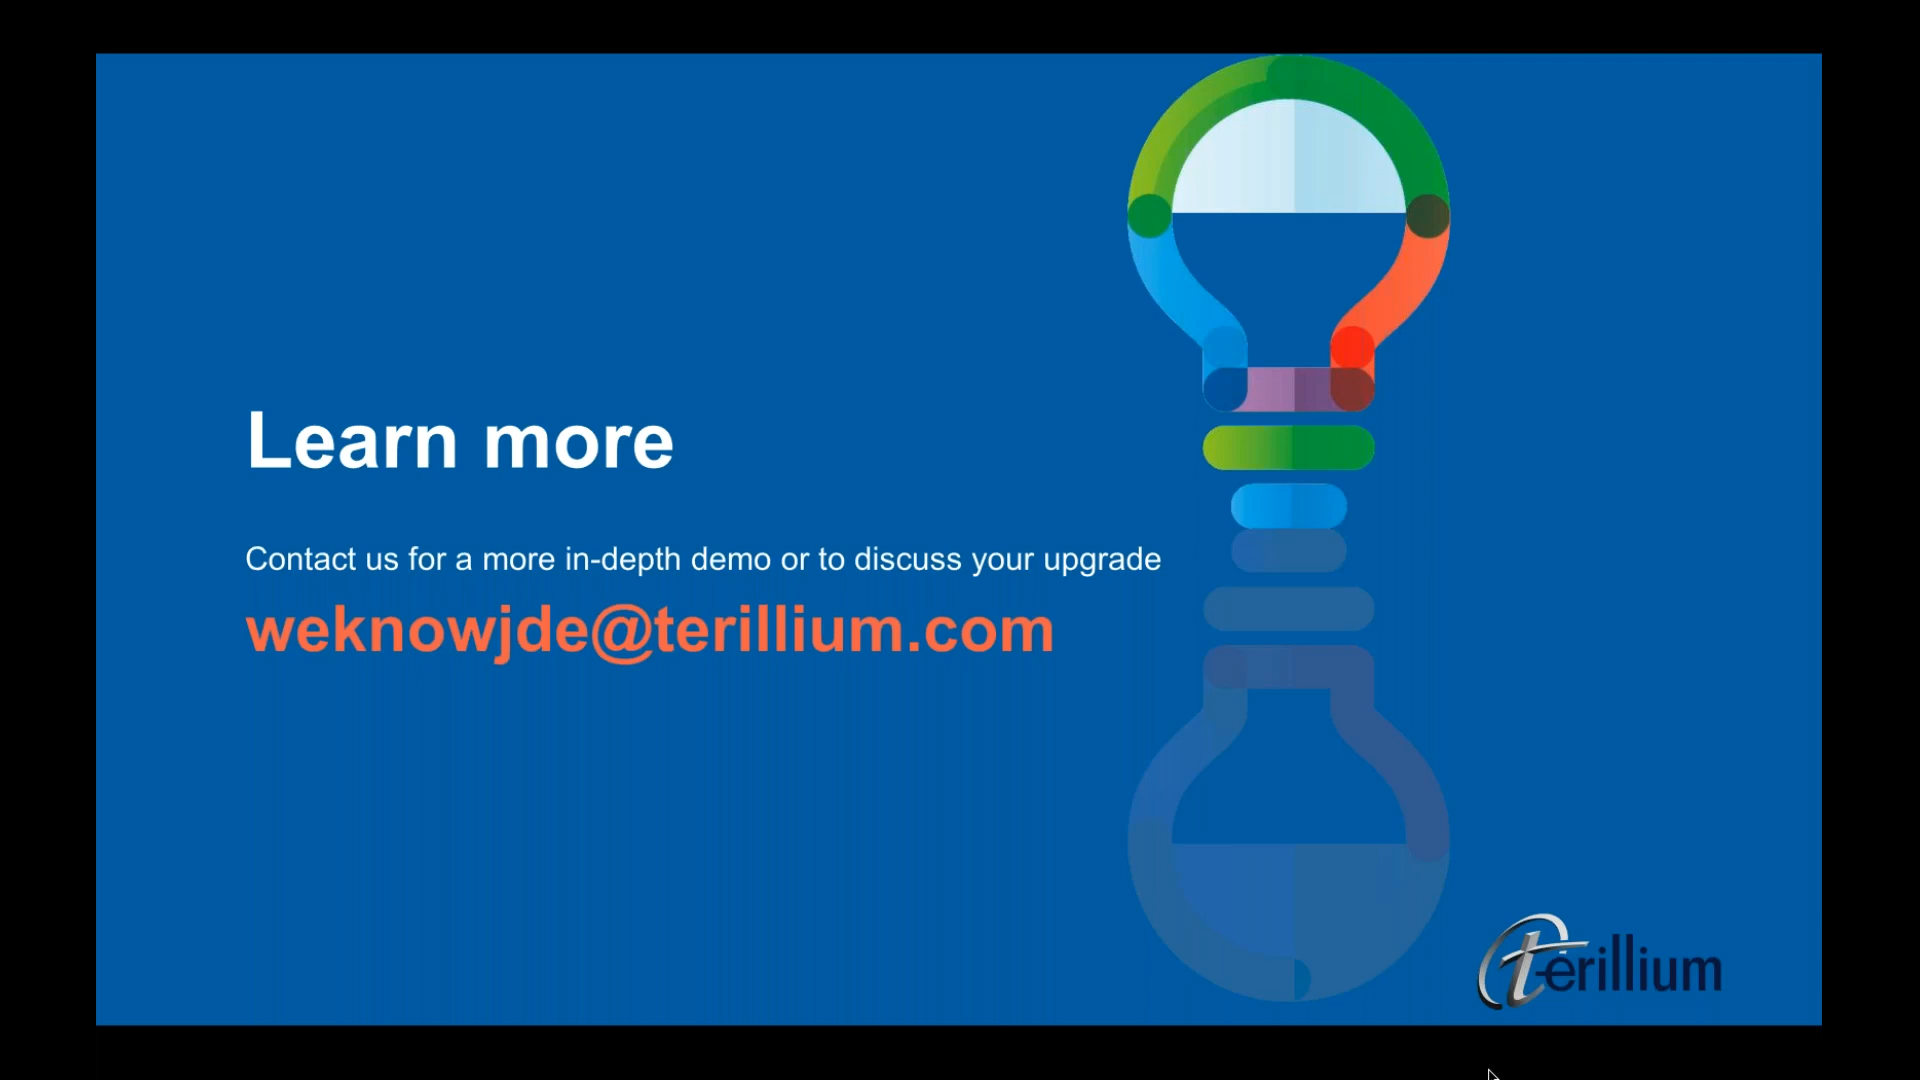 Learn more
Contact us for a more in-depth demo or to discuss your upgrade
weknowjde@terillium.com
terillium